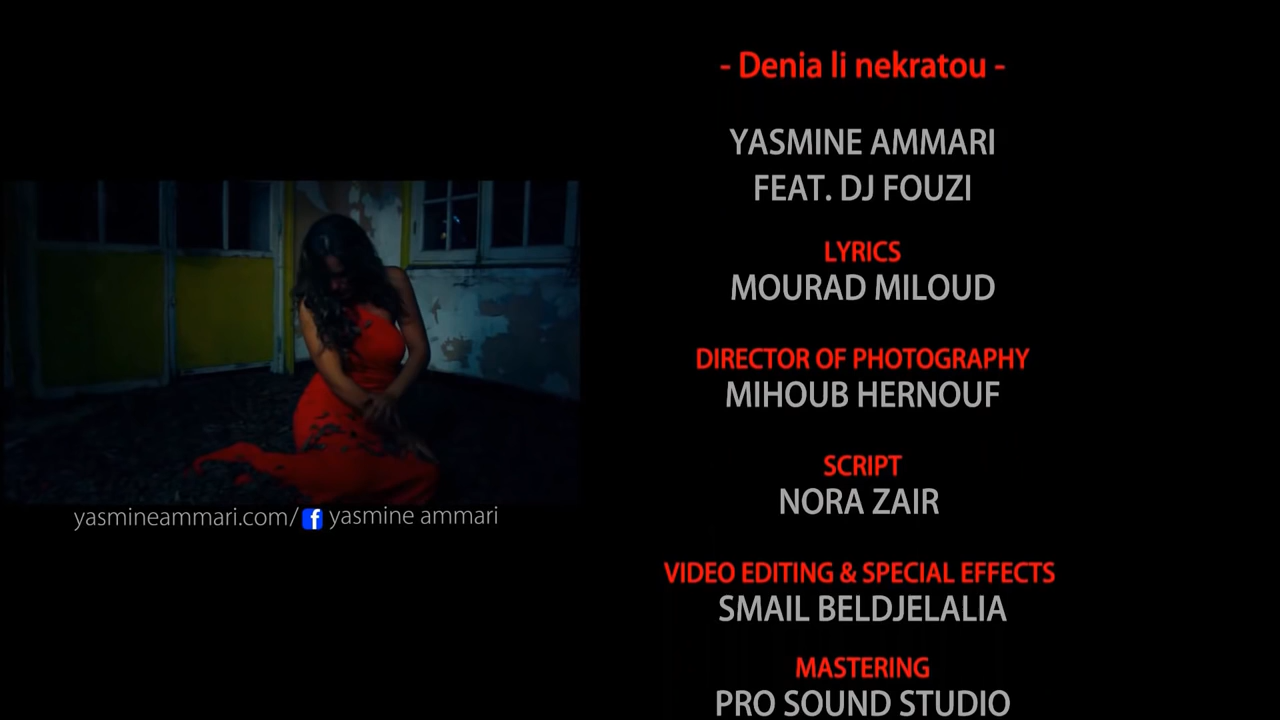 - Denia li nekratou -
YASMINE AMMARI
FEAT. DJ FOUZI
LYRICS
MOURAD MILOUD
DIRECTOR OF PHOTOGRAPHY
MIHOUB HERNOUF
SCRIPT
NORA ZAIR
VIDEO EDITING & SPECIAL EFFECTS
SMAIL BELDJELALIA
MASTERING
PRO SOUND STUDIO
yasmineammari.com/ f yasmine ammari